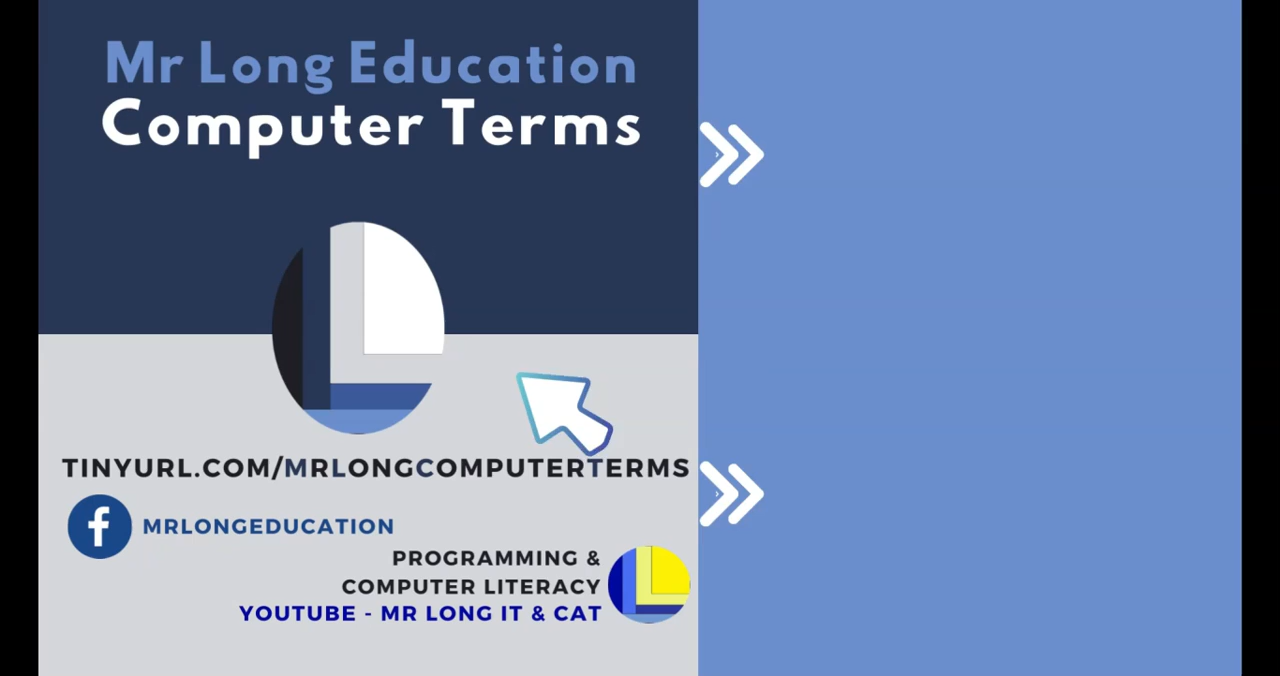 Mr Long Education
Computer Terms
TINYURL.COM/MRLONGCOMPUTERTERMS
MRLONGEDUCATION
PROGRAMMING &
COMPUTER LITERACY
YOUTUBE - MR LONG IT & CAT